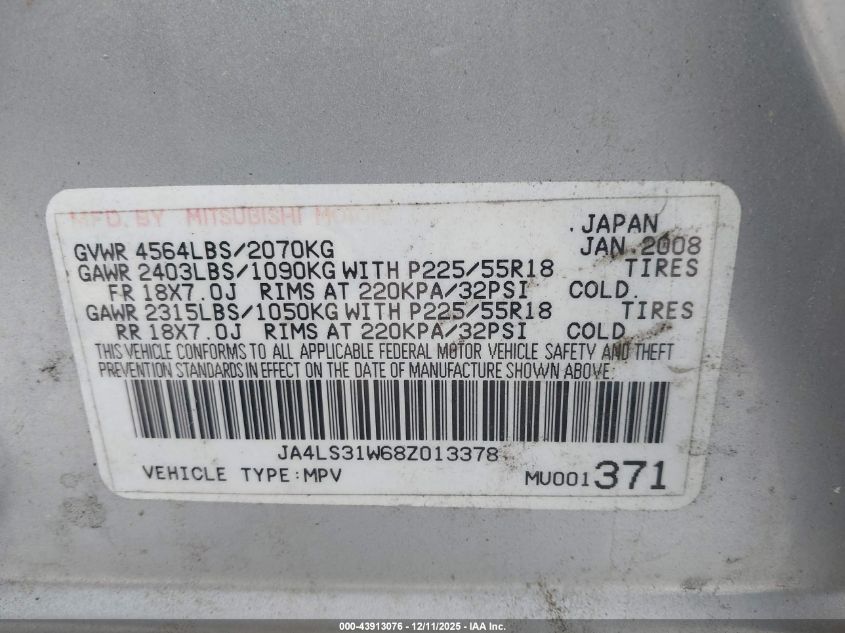 MFD. BY MITSUBISHI
. JAPAN
GVWR 4564LBS/2070KG JAN.2008
GAWR 2403LBS/1090KG WITH P225/55R18 TIRES
FR 18X7.0J RIMS AT 220KPA/32PSI COLD.
GAWR 2315LBS/1050KG WITH P225/55R18 TIRES
RR 18X7.0J RIMS AT 220KPA/32PSI COLD
THIS VEHICLE CONFORMS TO ALL APPLICABLE FEDERAL MOTOR VEHICLE SAFETY AND THEFT
PREVENTION STANDARDS IN EFFECT ON THE DATE OF MANUFACTURE SHOWN ABOVE:
JA4LS31W68Z013378
VEHICLE TYPE:MPV MU001371
000-43913076 - 12/11/2025 - IAA Inc.